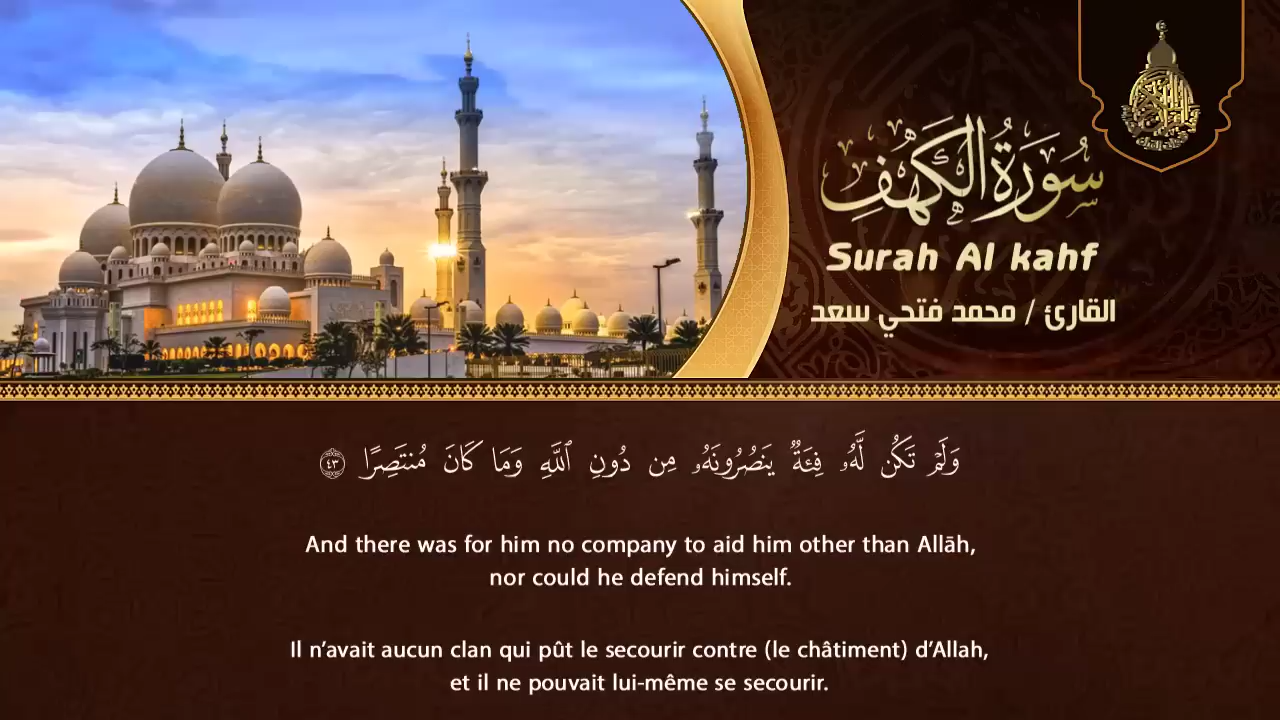 سُورَةُ الكَهْفِ
Surah Al kahf
القارئ / محمد فتحي سعد
وَلَمْ تَكُن لَّهُۥ فِئَةٌ يَنصُرُونَهُۥ مِن دُونِ ٱللَّهِ وَمَا كَانَ مُنتَصِرًا ٤٣
And there was for him no company to aid him other than Allāh,
nor could he defend himself.
Il n’avait aucun clan qui pût le secourir contre (le châtiment) d’Allah,
et il ne pouvait lui-même se secourir.